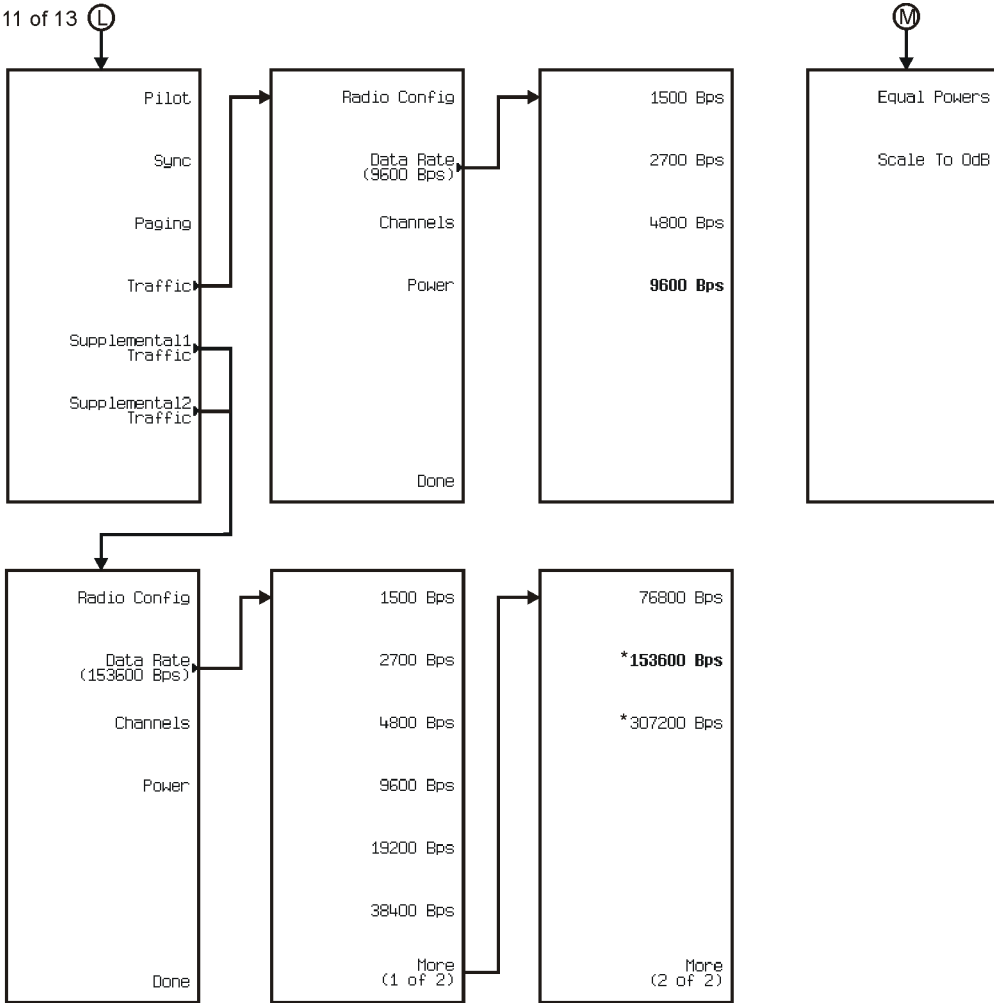 11 of 13 L
M
Pilot
Sync
Paging
Traffic
Supplemental1
Traffic
Supplemental2
Traffic
Radio Config
Data Rate
(9600 Bps)
Channels
Power
Done
1500 Bps
2700 Bps
4800 Bps
9600 Bps
Equal Powers
Scale To 0dB
Radio Config
Data Rate
(153600 Bps)
Channels
Power
Done
1500 Bps
2700 Bps
4800 Bps
9600 Bps
19200 Bps
38400 Bps
More
(1 of 2)
76800 Bps
*153600 Bps
*307200 Bps
More
(2 of 2)